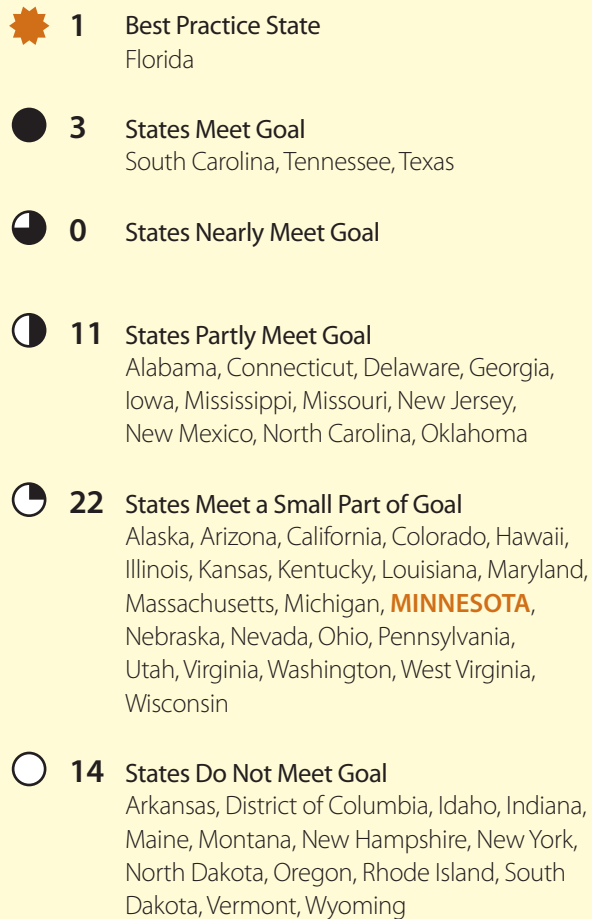 1 Best Practice State
Florida
3 States Meet Goal
South Carolina, Tennessee, Texas
0 States Nearly Meet Goal
11 States Partly Meet Goal
Alabama, Connecticut, Delaware, Georgia,
Iowa, Mississippi, Missouri, New Jersey,
New Mexico, North Carolina, Oklahoma
22 States Meet a Small Part of Goal
Alaska, Arizona, California, Colorado, Hawaii,
Illinois, Kansas, Kentucky, Louisiana, Maryland,
Massachusetts, Michigan, MINNESOTA,
Nebraska, Nevada, Ohio, Pennsylvania,
Utah, Virginia, Washington, West Virginia,
Wisconsin
14 States Do Not Meet Goal
Arkansas, District of Columbia, Idaho, Indiana,
Maine, Montana, New Hampshire, New York,
North Dakota, Oregon, Rhode Island, South
Dakota, Vermont, Wyoming